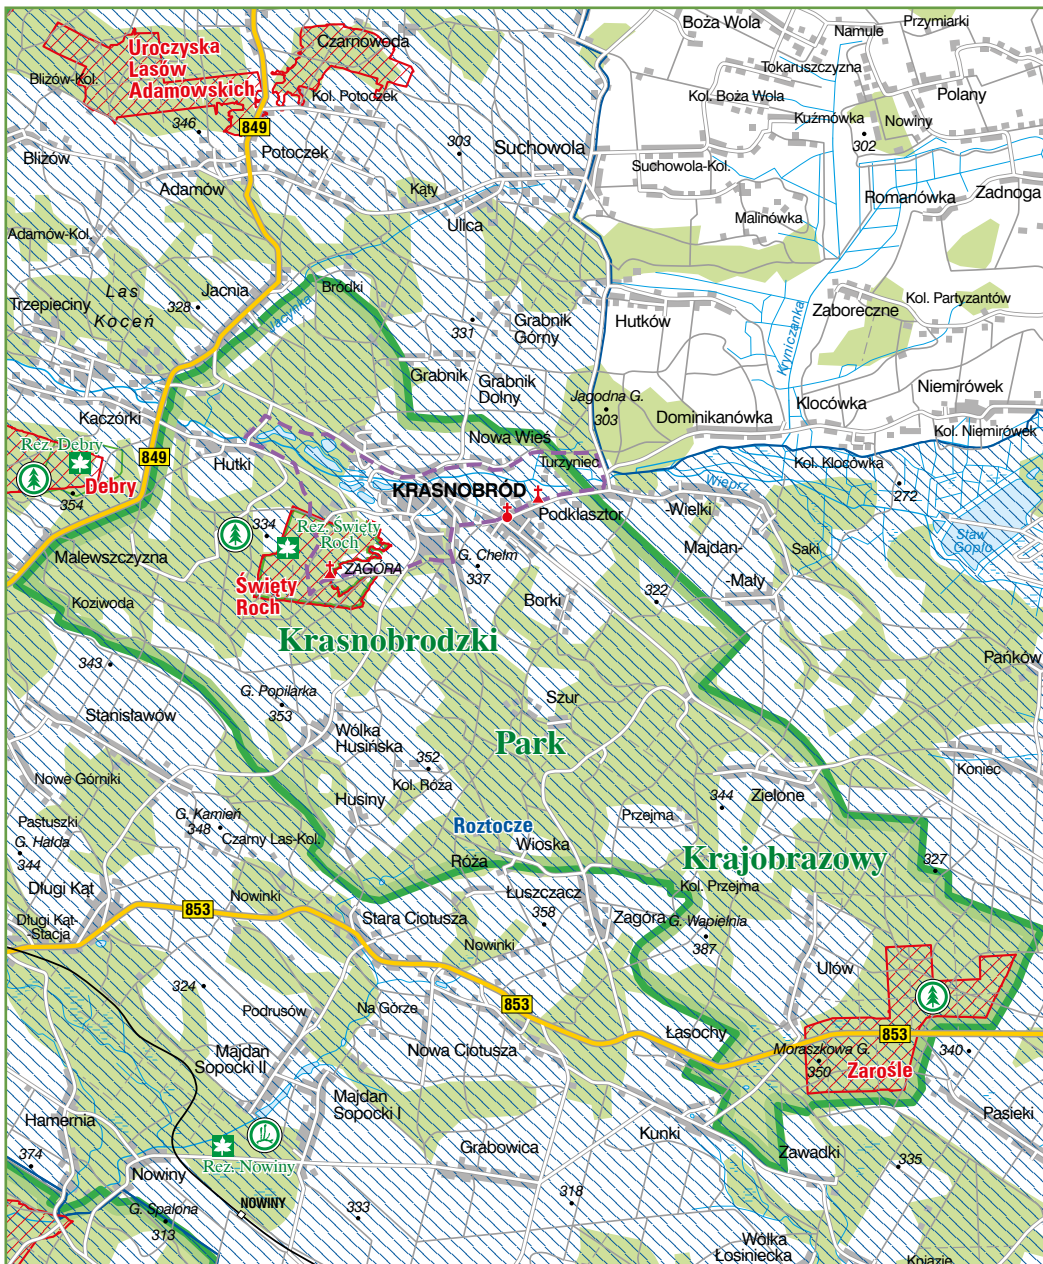 Uroczyska
Lasów
Adamowskich
Czarnowoda
Boża Wola
Namule
Przymiarki
Bliżów-Kol.
Kol. Potoczek
Tokaruszczyzna
Kol. Boża Wola
Polany
346
849
303
Kuźmówka
Nowiny
302
Bliżów
Potoczek
Suchowola
Suchowola-Kol.
Adamów
Kąty
Romanówka
Zadnoga
Ulica
Malinówka
Adamów-Kol.
Las
Koceń
Trzepieciny
328
Jacnia
Bródki
Jacynka
331
Grabnik
Górny
Hutków
Kryniczanka
Zaboreczne
Kol. Partyzantów
Grabnik
Grabnik
Dolny
Jagodna G.
303
Dominikanówka
Klocówka
Niemirówek
Kol. Niemirówek
Kaczórki
Nowa Wieś
Rez. Debry
849
Hutki
Turzyniec
Kol. Klocówka
Debry
354
KRASNOBRÓD
Wieprz
272
Podklasztor
-Wielki
334
Rez. Święty
Roch
Staw
Goplo
Malewszczyzna
G. Chełm
337
Majdan-
Saki
ZAGÓRA
Święty
Roch
-Mały
Koziwoda
Borki
322
Krasnobrodzki
343
Pańków
G. Popilarka
353
Szur
Stanisławów
Wólka
Husińska
Park
352
Koniec
Nowe Górniki
Kol. Róża
Husiny
344
Zielone
Pastuszki
G. Kamień
348
Czarny Las-Kol.
Przejma
G. Hałda
344
Roztocze
Wioska
Róża
Krajobrazowy
327
Długi Kąt
Nowinki
Kol. Przejma
853
Łuszczacz
358
Zagóra
G. Wapielnia
387
Długi Kąt-
-Stacja
Stara Ciotusza
Nowinki
Ulów
324
Podrusów
Na Górze
853
Łasochy
853
Majdan
Sopocki II
Nowa Ciotusza
Moraszkowa G.
350
Zarośle
340
Hamernia
Majdan
Sopocki I
Pasieki
Kunki
374
Grabowica
Zawadki
335
Rez. Nowiny
Nowiny
NOWINY
G. Spalona
313
333
318
Wólka
Łosiniecka
Kniazie